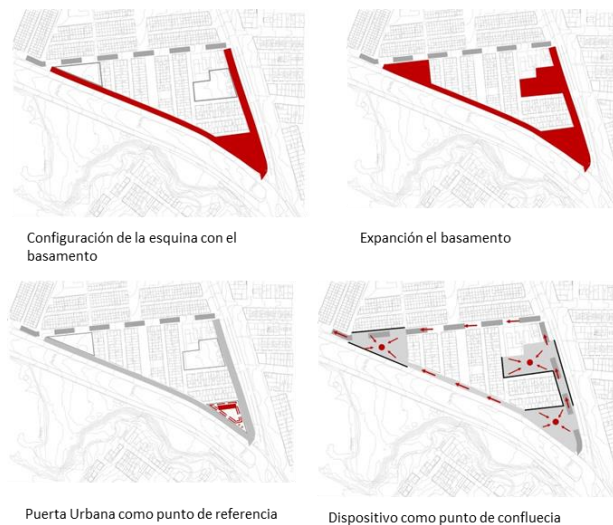 Configuración de la esquina con el
basamento
Expanción el basamento
Puerta Urbana como punto de referencia
Dispositivo como punto de confluecia